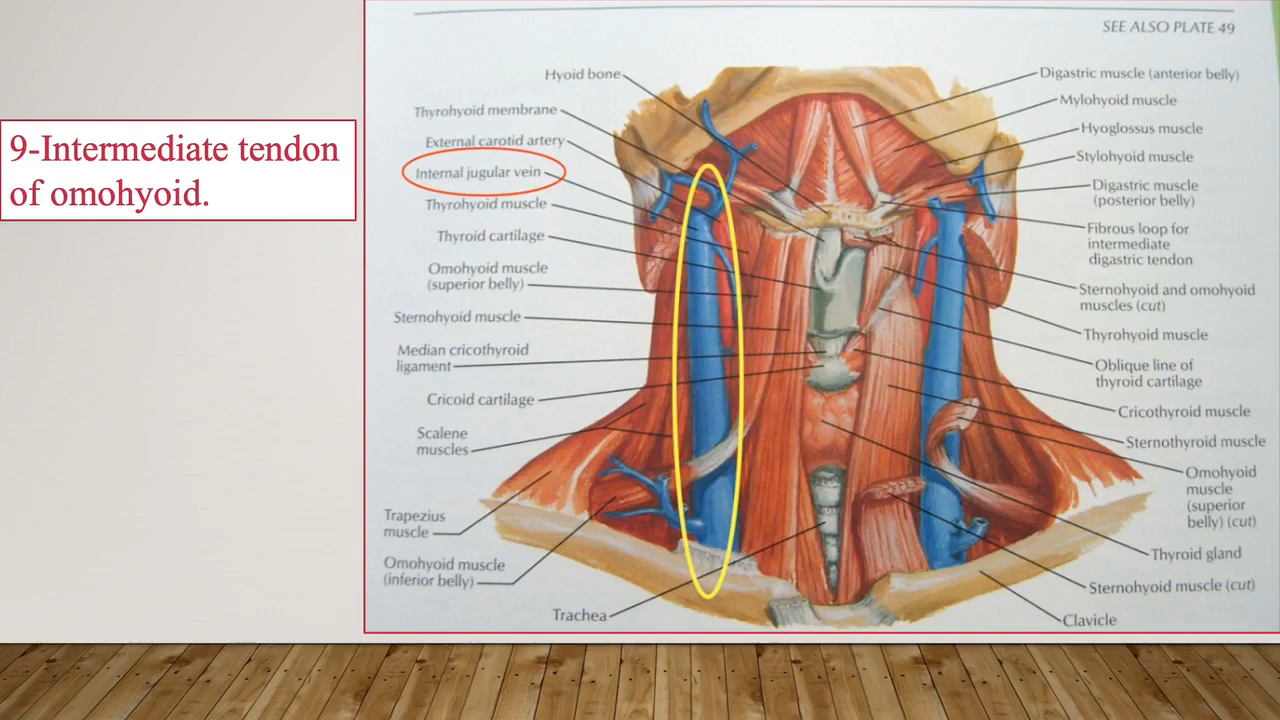 9-Intermediate tendon
of omohyoid.
SEE ALSO PLATE 49
Hyoid bone
Thyrohyoid membrane
External carotid artery
Internal jugular vein
Thyrohyoid muscle
Thyroid cartilage
Omohyoid muscle
(superior belly)
Sternohyoid muscle
Median cricothyroid
ligament
Cricoid cartilage
Scalene
muscles
Trapezius
muscle
Omohyoid muscle
(inferior belly)
Trachea
Digastric muscle (anterior belly)
Mylohyoid muscle
Hyoglossus muscle
Stylohyoid muscle
Digastric muscle
(posterior belly)
Fibrous loop for
intermediate
digastric tendon
Sternohyoid and omohyoid
muscles (cut)
Thyrohyoid muscle
Oblique line of
thyroid cartilage
Cricothyroid muscle
Sternothyroid muscle
Omohyoid
muscle
(superior
belly) (cut)
Thyroid gland
Sternohyoid muscle (cut)
Clavicle